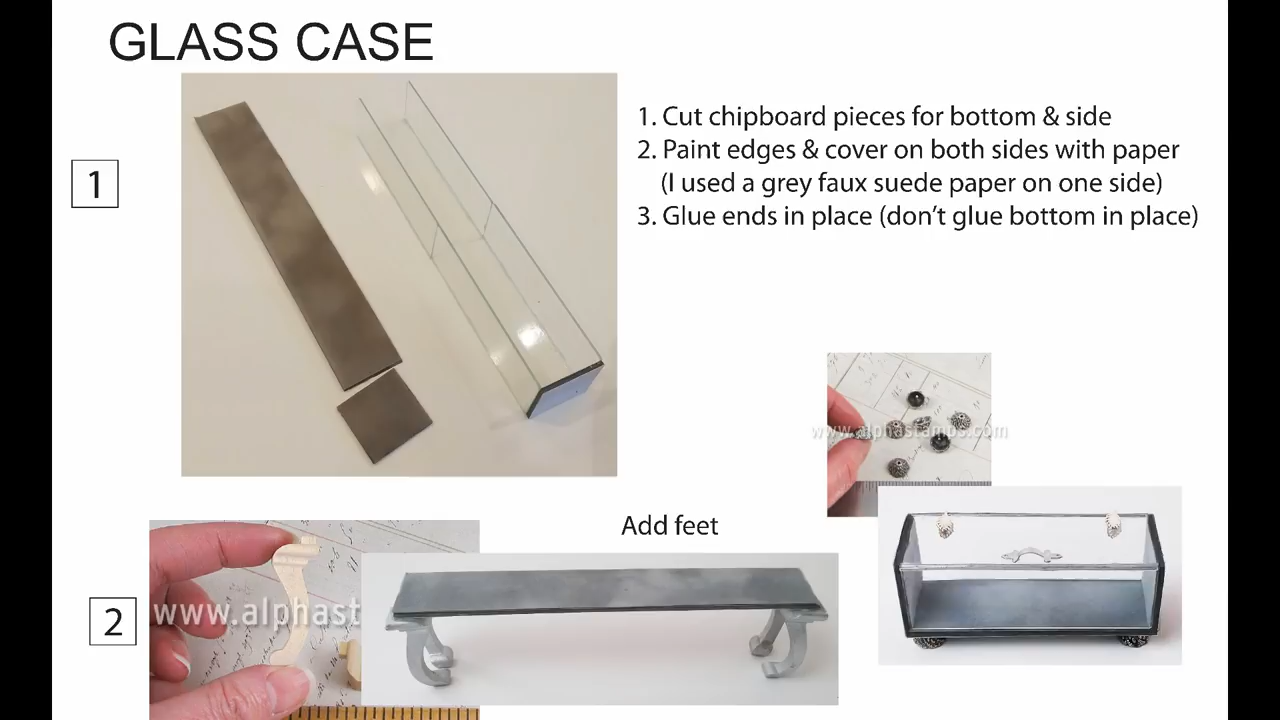 GLASS CASE
1
1. Cut chipboard pieces for bottom & side
2. Paint edges & cover on both sides with paper
(I used a grey faux suede paper on one side)
3. Glue ends in place (don't glue bottom in place)
www.alphastamps.com
Add feet
2
www.alphast